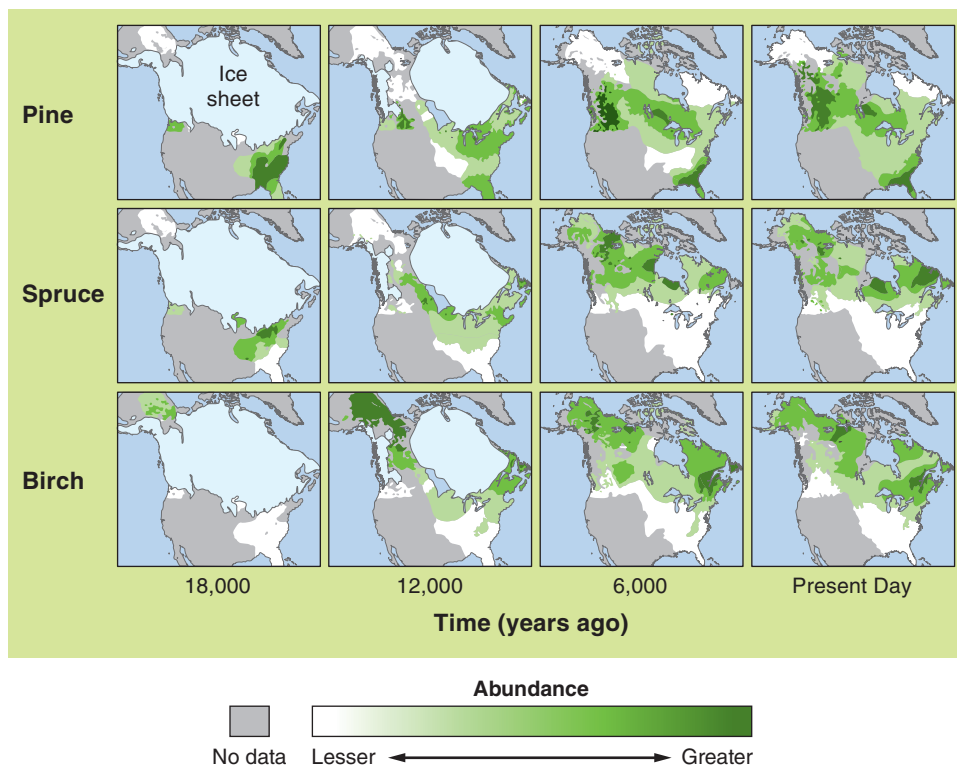 Ice
sheet
Pine
Spruce
Birch
18,000
12,000
6,000
Present Day
Time (years ago)
Abundance
No data
Lesser
Greater